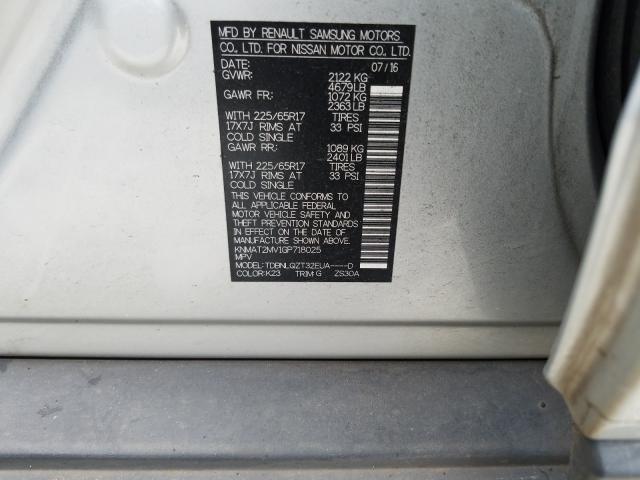 MFD BY RENAULT SAMSUNG MOTORS
CO., LTD. FOR NISSAN MOTOR CO., LTD.
DATE: 07/16
GVWR: 2122 KG
4679LB
GAWR FR: 1072 KG
2363LB
WITH 225/65R17 TIRES
17X7J RIMS AT 33 PSI
COLD SINGLE
GAWR RR: 1089 KG
2401LB
WITH 225/65R17 TIRES
17X7J RIMS AT 33 PSI
COLD SINGLE
THIS VEHICLE CONFORMS TO
ALL APPLICABLE FEDERAL
MOTOR VEHICLE SAFETY AND
THEFT PREVENTION STANDARDS
IN EFFECT ON THE DATE OF
MANUFACTURE SHOWN ABOVE.
KNMAT2MV1GP718025
MPV
MODEL:TDBNLQZT32EUA----D
COLOR:K23 TRIM:G ZS30A